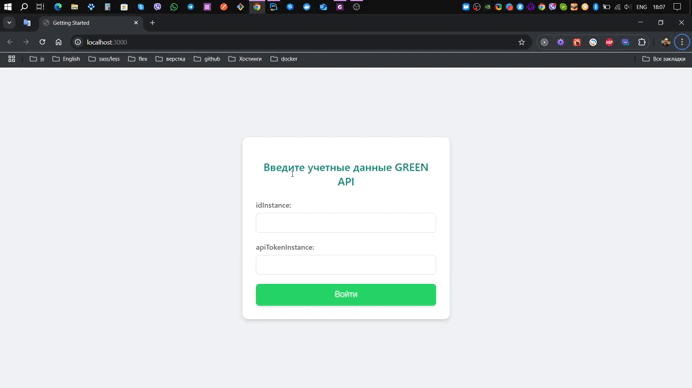 ENG 18:07
Getting Started
localhost:3000
js English sass/less flex верстка github Хостинги docker Все закладки
Введите учетные данные GREEN
API
idInstance:
apiTokenInstance:
Войти